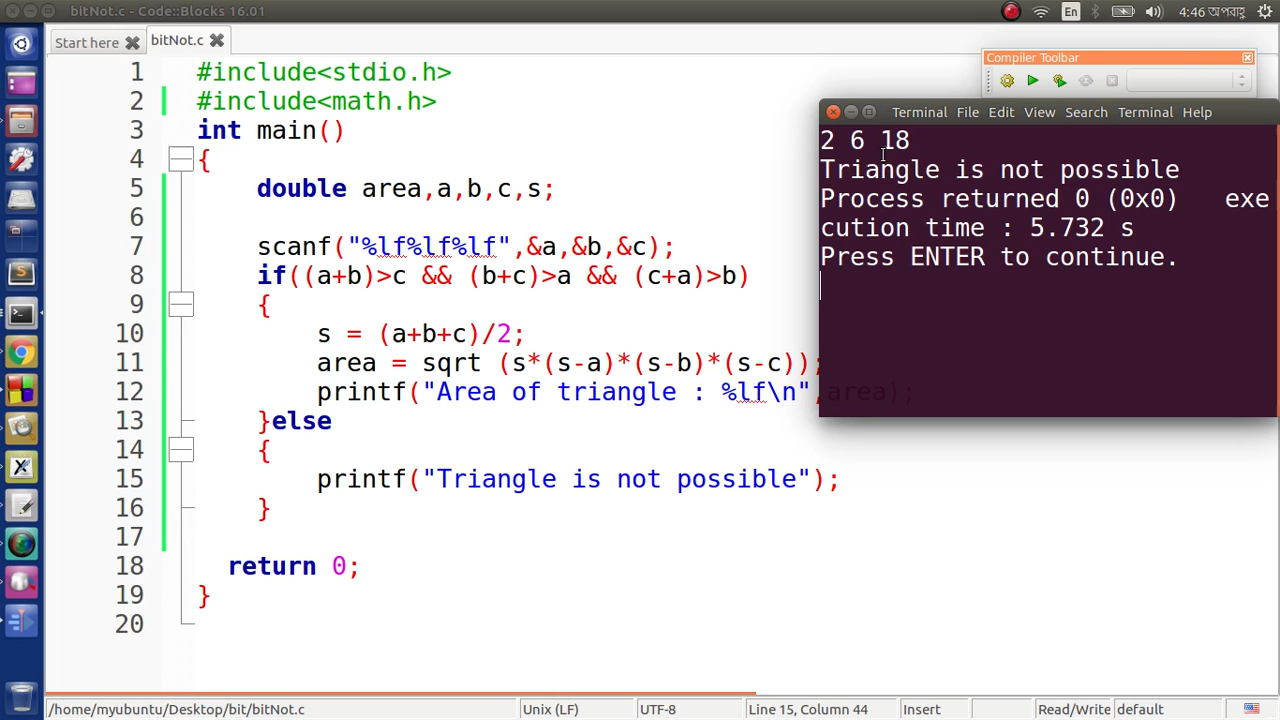 bitNot.c - Code::Blocks 16.01
En
4:46 অপরাহ্ণ
Start here
bitNot.c
Compiler Toolbar
1 #include<stdio.h>
2 #include<math.h>
3 int main()
4 {
5 double area,a,b,c,s;
6
7 scanf("%lf%lf%lf",&a,&b,&c);
8 if((a+b)>c && (b+c)>a && (c+a)>b)
9 {
10 s = (a+b+c)/2;
11 area = sqrt (s*(s-a)*(s-b)*(s-c));
12 printf("Area of triangle : %lf\n",area);
13 }else
14 {
15 printf("Triangle is not possible");
16 }
17
18 return 0;
19 }
20
Terminal File Edit View Search Terminal Help
2 6 18
Triangle is not possible
Process returned 0 (0x0) exe
cution time : 5.732 s
Press ENTER to continue.
/home/myubuntu/Desktop/bit/bitNot.c Unix (LF) UTF-8 Line 15, Column 44 Insert Read/Write default